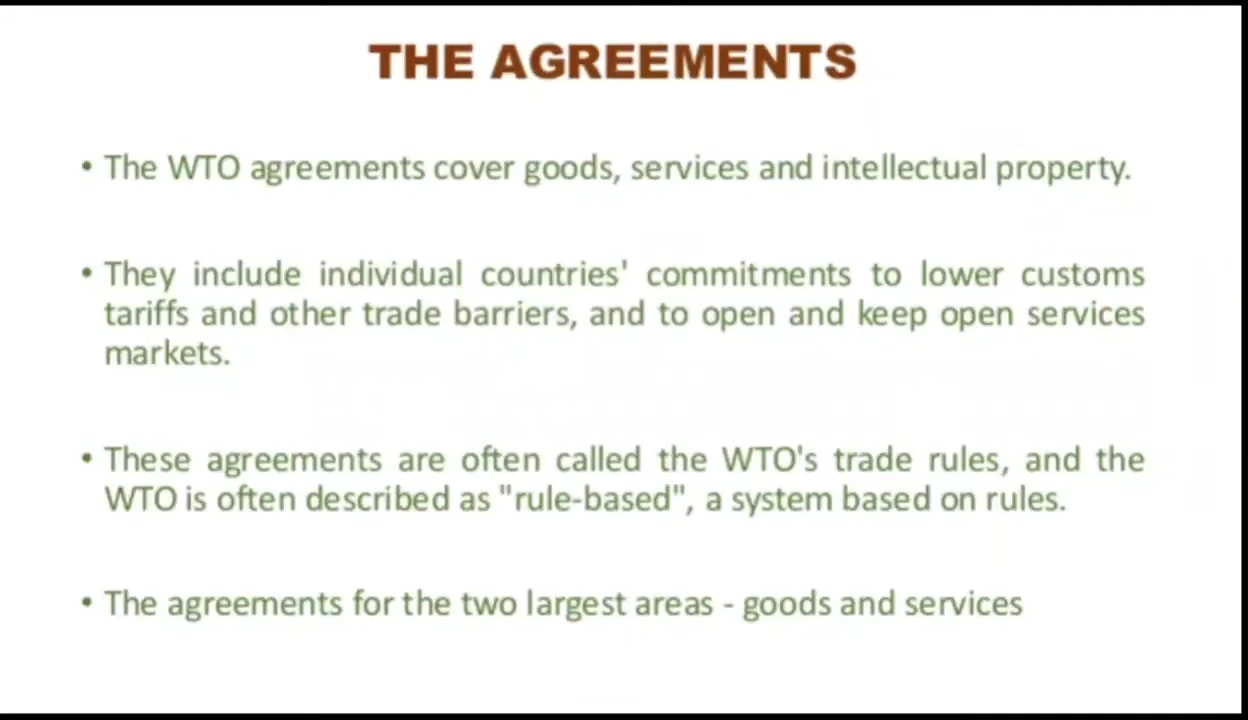 THE AGREEMENTS
• The WTO agreements cover goods, services and intellectual property.
• They include individual countries' commitments to lower customs
tariffs and other trade barriers, and to open and keep open services
markets.
• These agreements are often called the WTO's trade rules, and the
WTO is often described as "rule-based", a system based on rules.
• The agreements for the two largest areas - goods and services